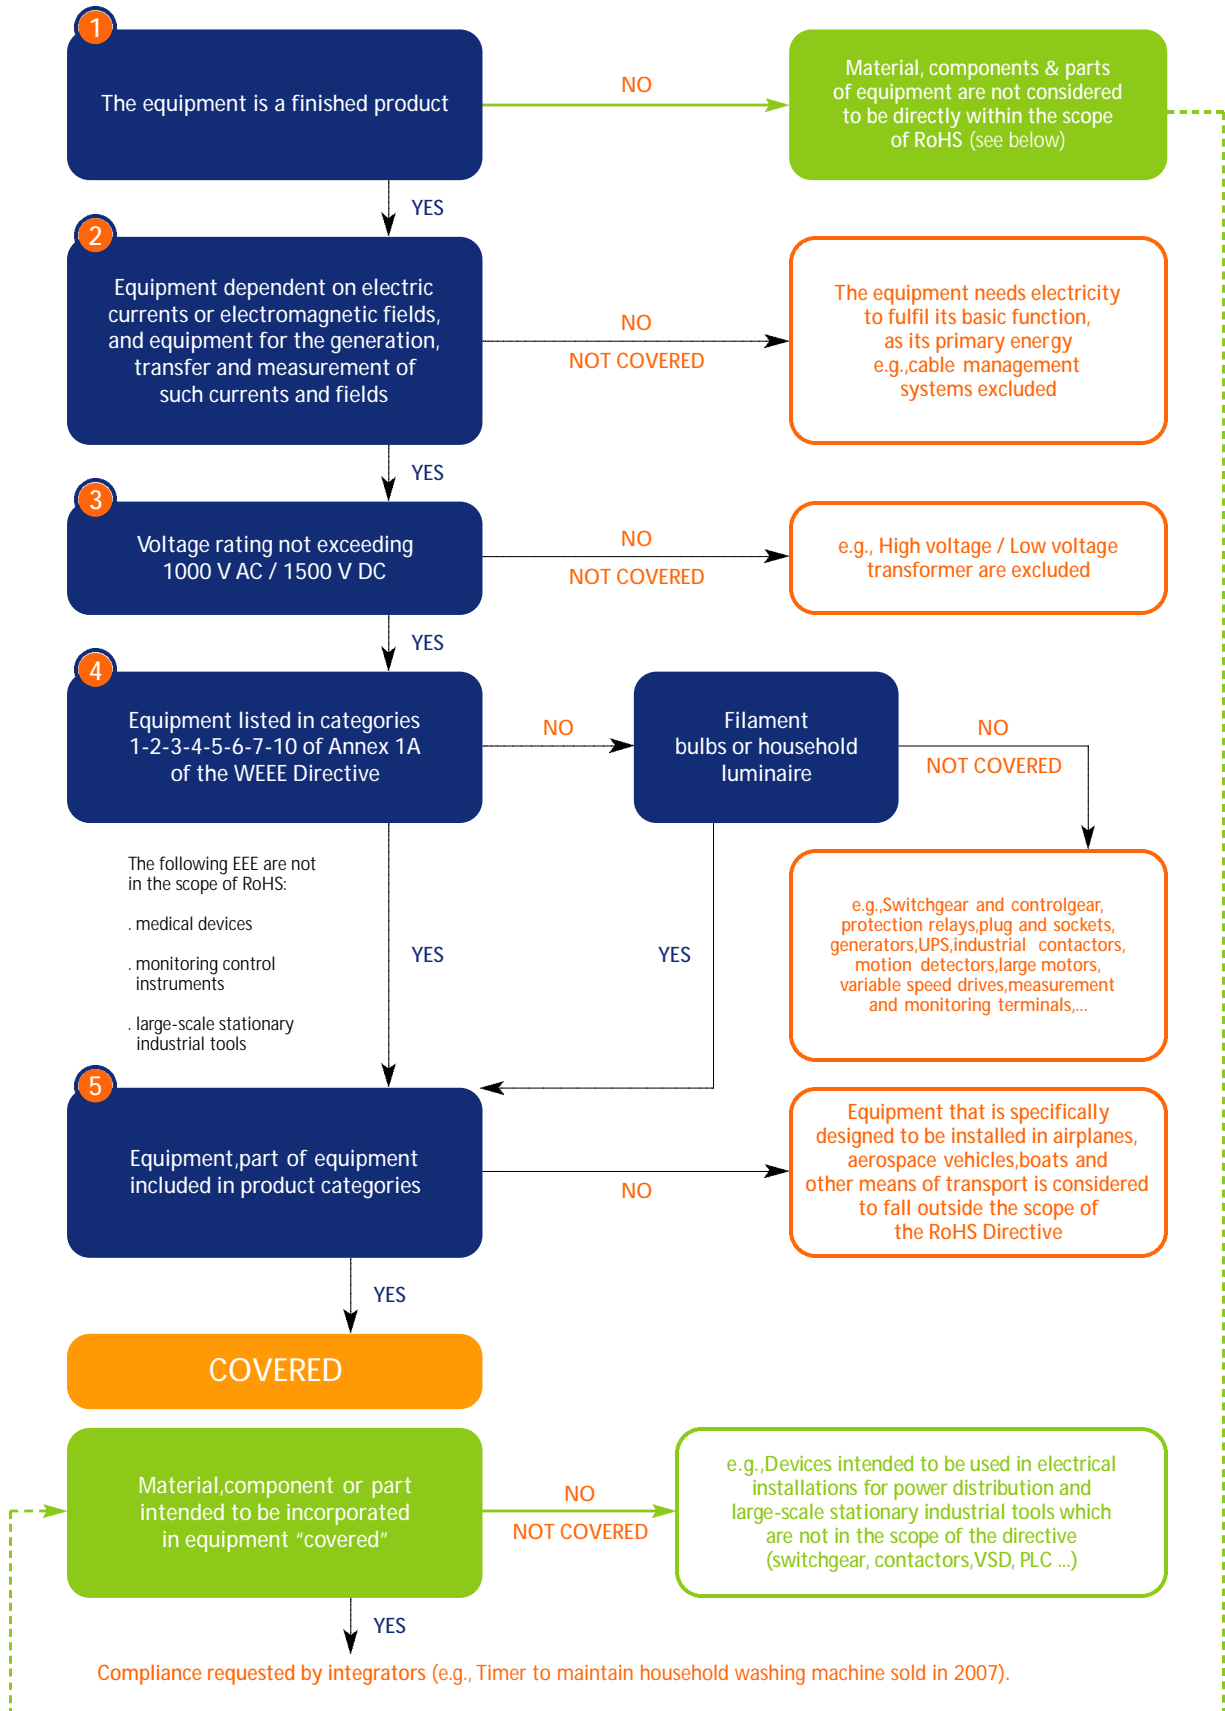 1
The equipment is a finished product
NO
Material, components & parts
of equipment are not considered
to be directly within the scope
of RoHS (see below)
YES
2
Equipment dependent on electric
currents or electromagnetic fields,
and equipment for the generation,
transfer and measurement of
such currents and fields
NO
NOT COVERED
The equipment needs electricity
to fulfil its basic function,
as its primary energy
e.g.,cable management
systems excluded
YES
3
Voltage rating not exceeding
1000 V AC / 1500 V DC
NO
NOT COVERED
e.g., High voltage / Low voltage
transformer are excluded
YES
4
Equipment listed in categories
1-2-3-4-5-6-7-10 of Annex 1A
of the WEEE Directive
NO
Filament
bulbs or household
luminaire
NO
NOT COVERED
The following EEE are not
in the scope of RoHS:
. medical devices
. monitoring control
instruments
. large-scale stationary
industrial tools
YES
YES
e.g.,Switchgear and controlgear,
protection relays,plug and sockets,
generators,UPS,industrial contactors,
motion detectors,large motors,
variable speed drives,measurement
and monitoring terminals,...
5
Equipment,part of equipment
included in product categories
NO
Equipment that is specifically
designed to be installed in airplanes,
aerospace vehicles,boats and
other means of transport is considered
to fall outside the scope of
the RoHS Directive
YES
COVERED
Material,component or part
intended to be incorporated
in equipment “covered”
NO
NOT COVERED
e.g.,Devices intended to be used in electrical
installations for power distribution and
large-scale stationary industrial tools which
are not in the scope of the directive
(switchgear, contactors,VSD, PLC ...)
YES
Compliance requested by integrators (e.g., Timer to maintain household washing machine sold in 2007).